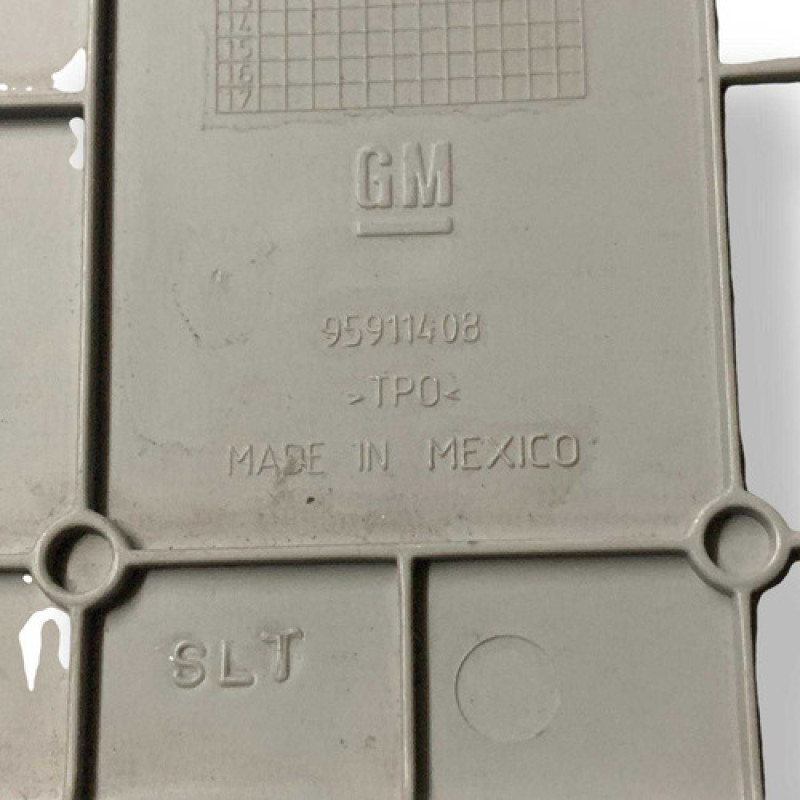 14
15
16
17
GM
95911408
>TPO<
MADE IN MEXICO
SLT